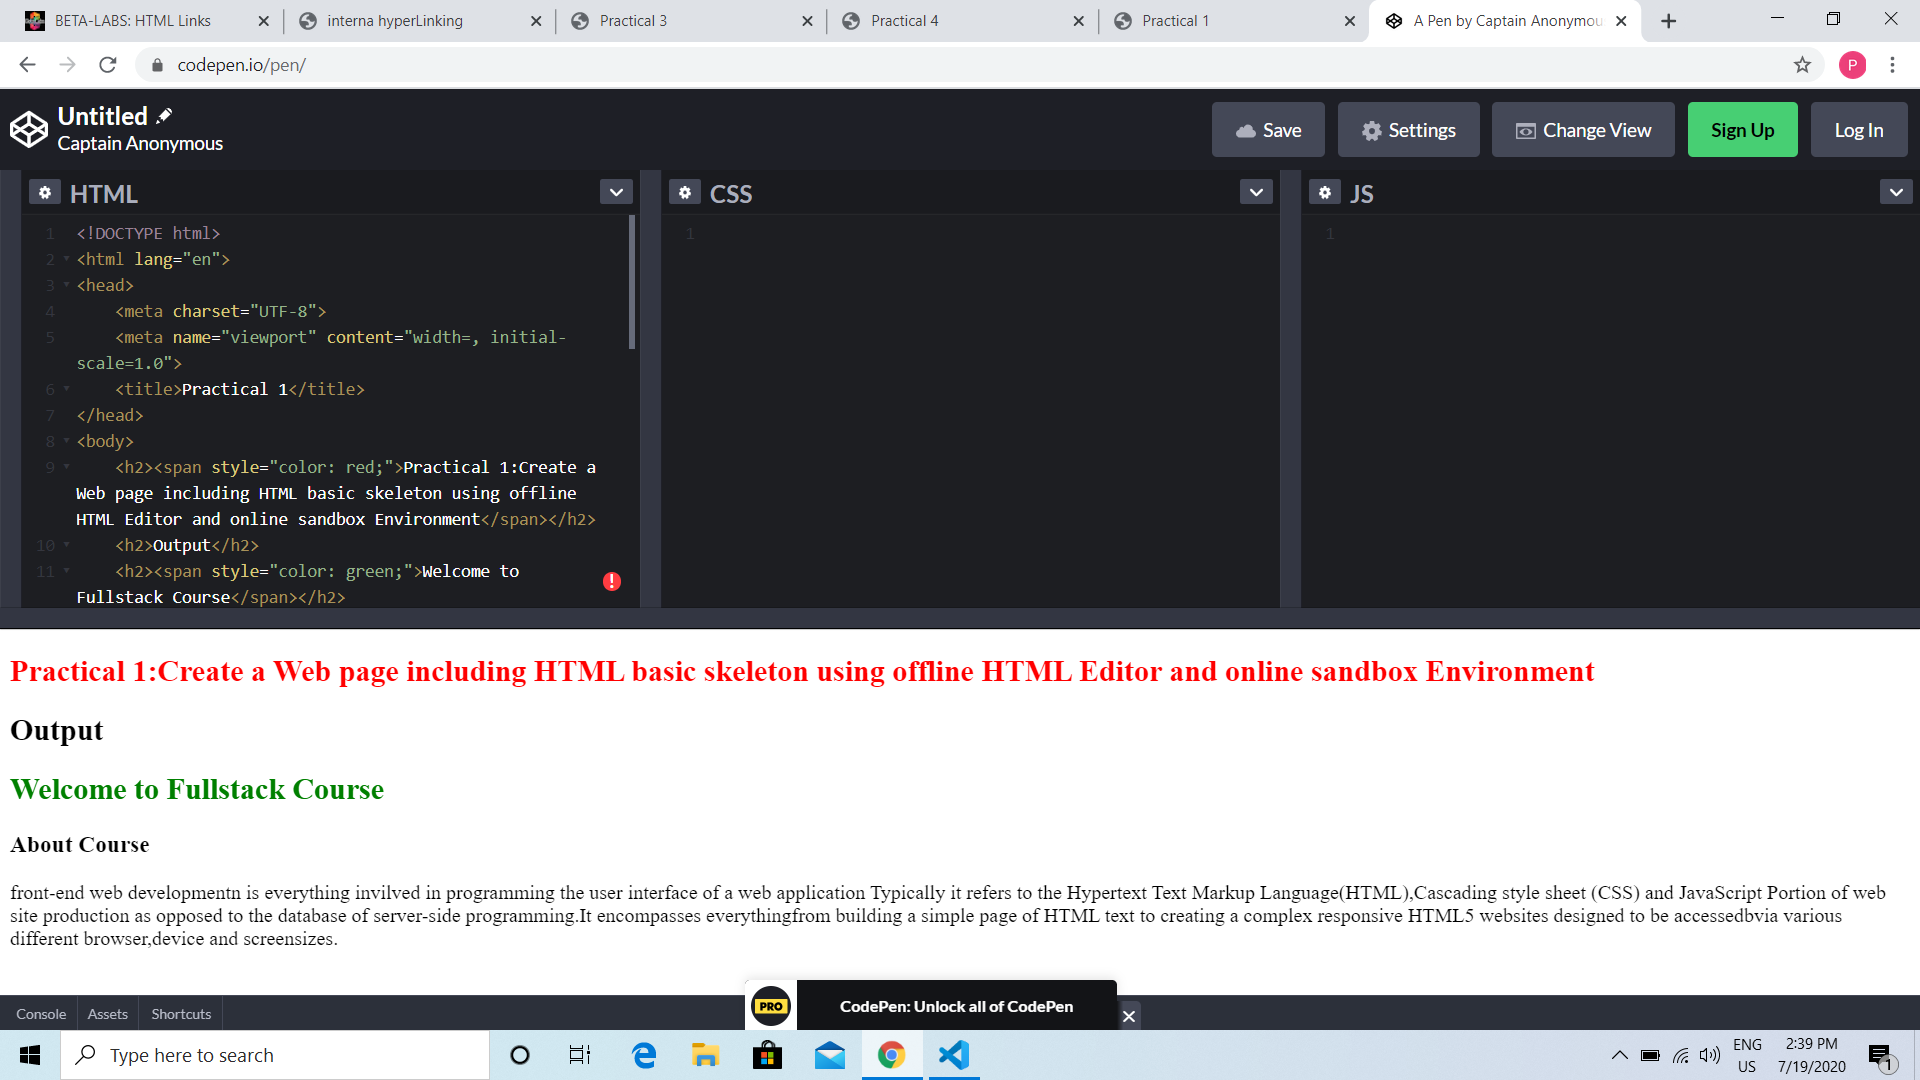 BETA-LABS: HTML Links
interna hyperLinking
Practical 3
Practical 4
Practical 1
A Pen by Captain Anonymou
P
codepen.io/pen/
Untitled
Captain Anonymous
Save
Settings
Change View
Sign Up
Log In
HTML
CSS
JS
1 <!DOCTYPE html>
2 <html lang="en">
3 <head>
4 <meta charset="UTF-8">
5 <meta name="viewport" content="width=, initial-
scale=1.0">
6 <title>Practical 1</title>
7 </head>
8 <body>
9 <h2><span style="color: red;">Practical 1:Create a
Web page including HTML basic skeleton using offline
HTML Editor and online sandbox Environment</span></h2>
10 <h2>Output</h2>
11 <h2><span style="color: green;">Welcome to
Fullstack Course</span></h2>
1
1
Practical 1:Create a Web page including HTML basic skeleton using offline HTML Editor and online sandbox Environment
Output
Welcome to Fullstack Course
About Course
front-end web developmentn is everything invilved in programming the user interface of a web application Typically it refers to the Hypertext Text Markup Language(HTML),Cascading style sheet (CSS) and JavaScript Portion of web
site production as opposed to the database of server-side programming.It encompasses everythingfrom building a simple page of HTML text to creating a complex responsive HTML5 websites designed to be accessedbvia various
different browser,device and screensizes.
Console
Assets
Shortcuts
PRO
CodePen: Unlock all of CodePen
Type here to search
ENG
US
2:39 PM
7/19/2020
1